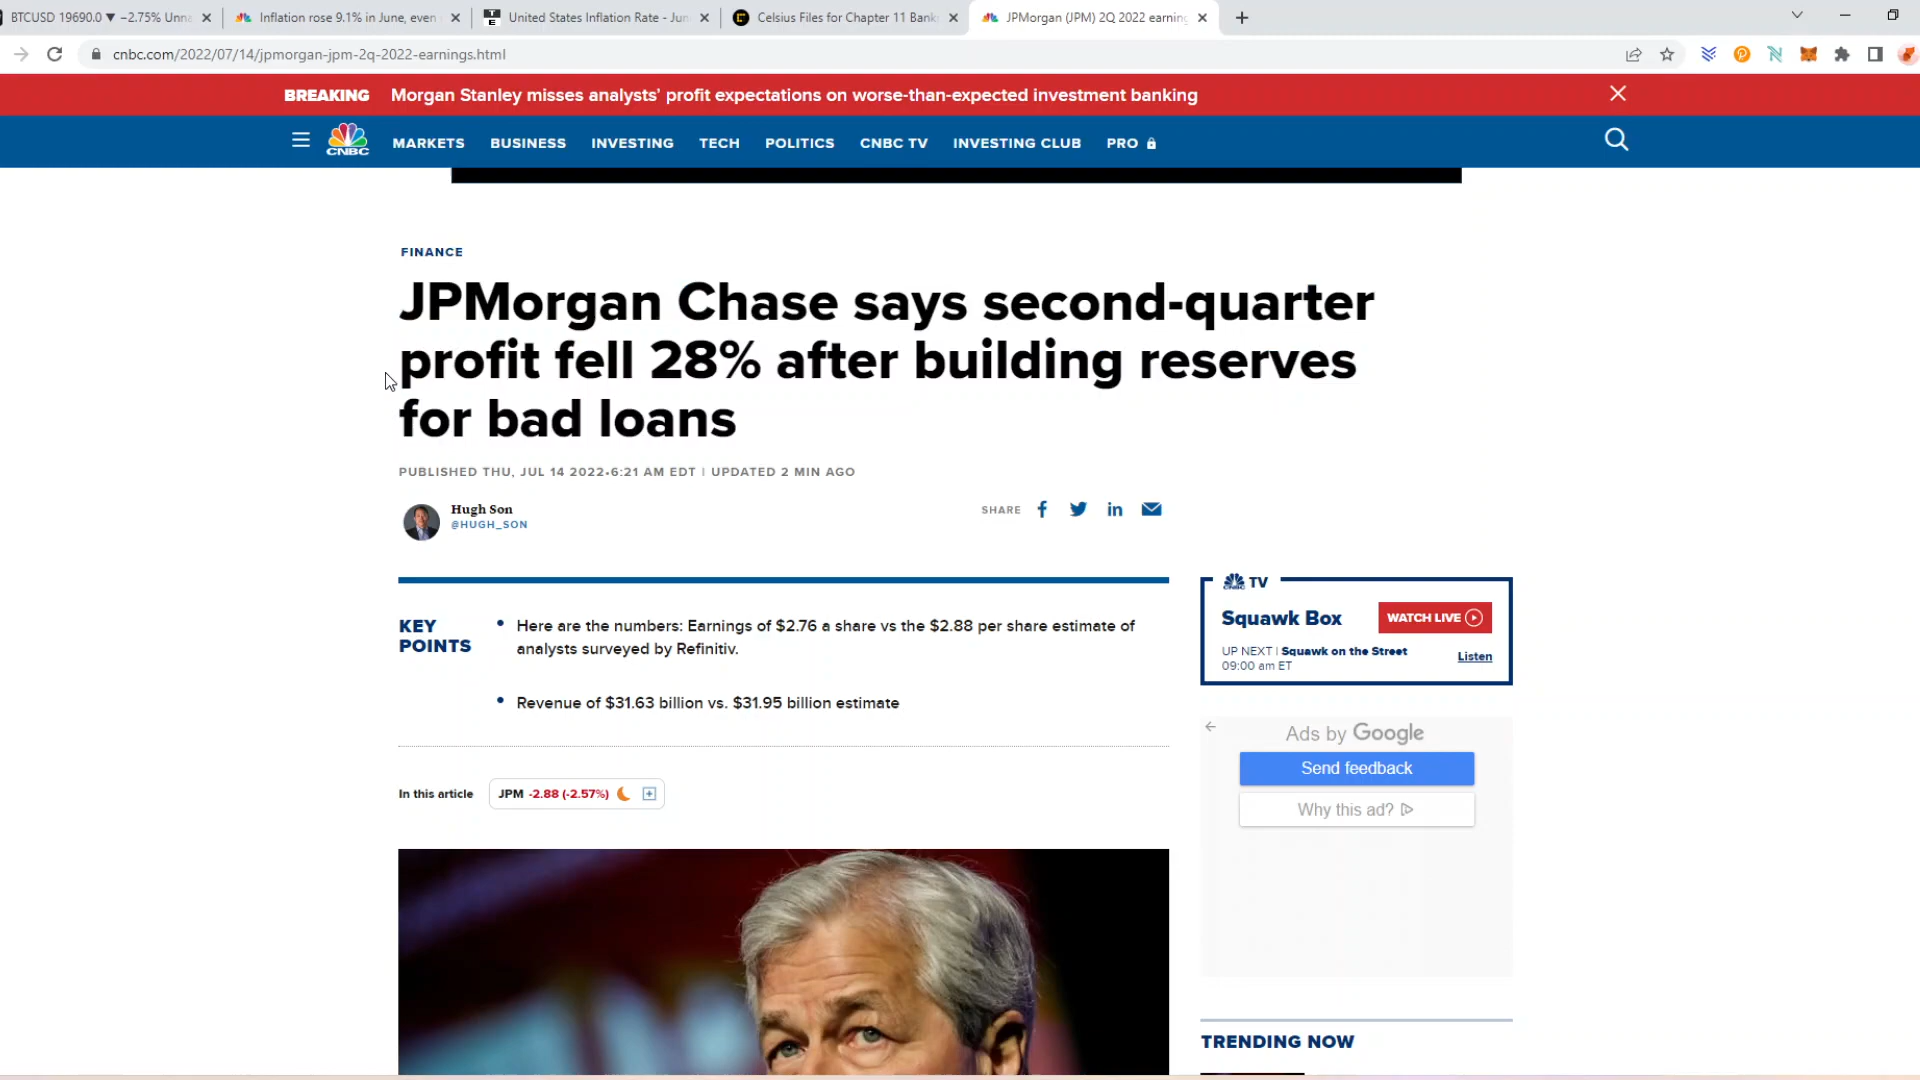 BTCUSD 19690.0 ▼ −2.75% Unna
Inflation rose 9.1% in June, even
United States Inflation Rate - Jun
Celsius Files for Chapter 11 Bank
JPMorgan (JPM) 2Q 2022 earning
cnbc.com/2022/07/14/jpmorgan-jpm-2q-2022-earnings.html
BREAKING Morgan Stanley misses analysts' profit expectations on worse-than-expected investment banking
CNBC MARKETS BUSINESS INVESTING TECH POLITICS CNBC TV INVESTING CLUB PRO
FINANCE
JPMorgan Chase says second-quarter
profit fell 28% after building reserves
for bad loans
PUBLISHED THU, JUL 14 2022•6:21 AM EDT | UPDATED 2 MIN AGO
Hugh Son
@HUGH_SON
SHARE
KEY
POINTS
• Here are the numbers: Earnings of $2.76 a share vs the $2.88 per share estimate of
analysts surveyed by Refinitiv.
• Revenue of $31.63 billion vs. $31.95 billion estimate
In this article JPM -2.88 (-2.57%)
CNBC TV
Squawk Box WATCH LIVE
UP NEXT | Squawk on the Street
09:00 am ET
Listen
Ads by Google
Send feedback
Why this ad?
TRENDING NOW